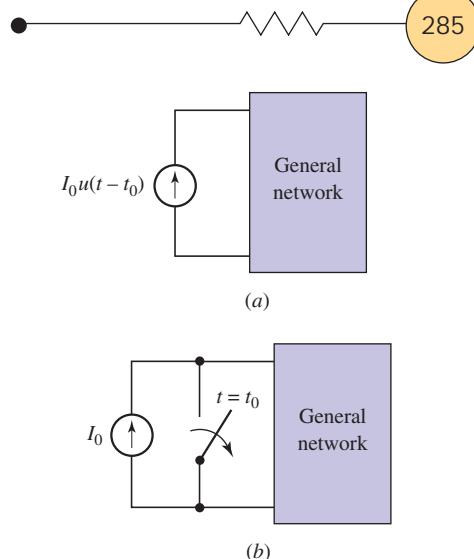 285
I₀u(t – t₀)
General
network
(a)
t = t₀
I₀
General
network
(b)